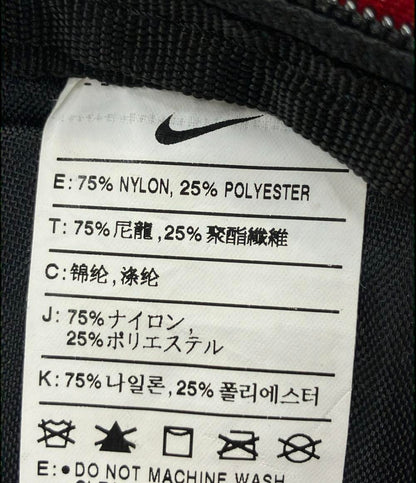 E: 75% NYLON, 25% POLYESTER
T: 75%尼龍,25%聚酯纖維
C:锦纶,涤纶
J: 75%ナイロン,
25%ポリエステル
K: 75%나일론,25%폴리에스터
E:●DO NOT MACHINE WASH